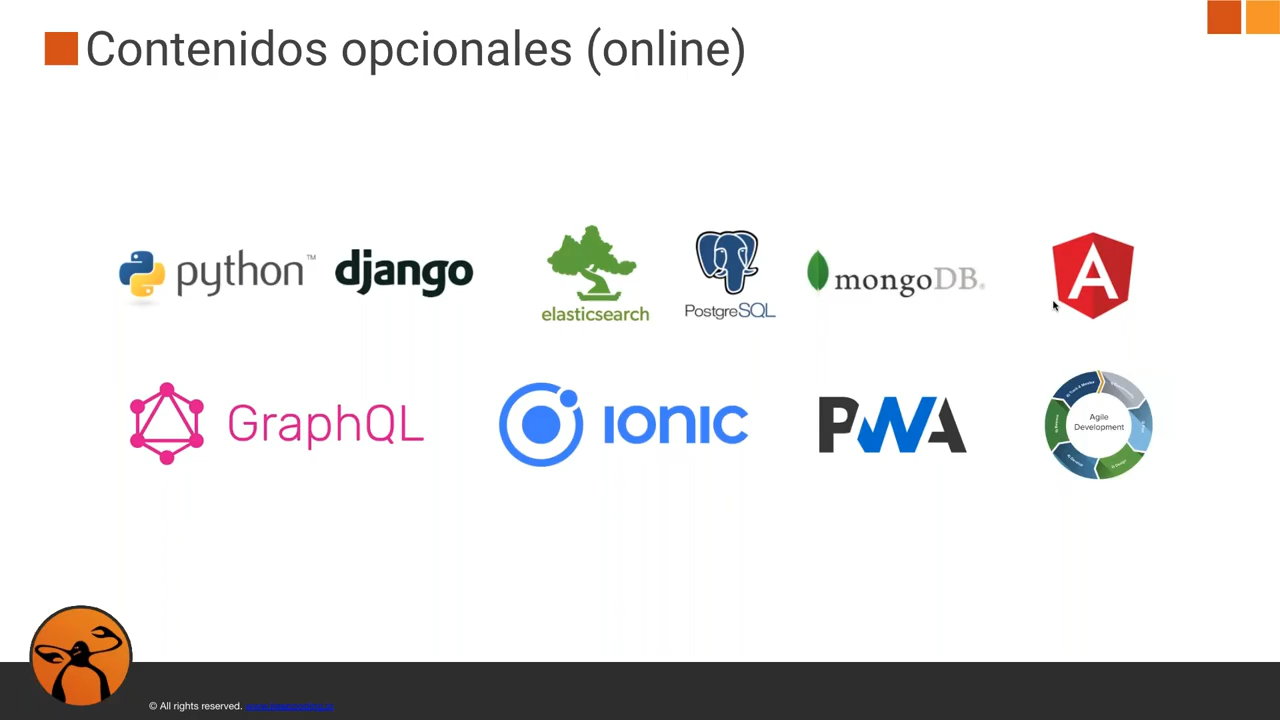 Contenidos opcionales (online)
python™
django
elasticsearch
PostgreSQL
mongoDB®
A
GraphQL
IONIC
PWA
Agile
Development
© All rights reserved.